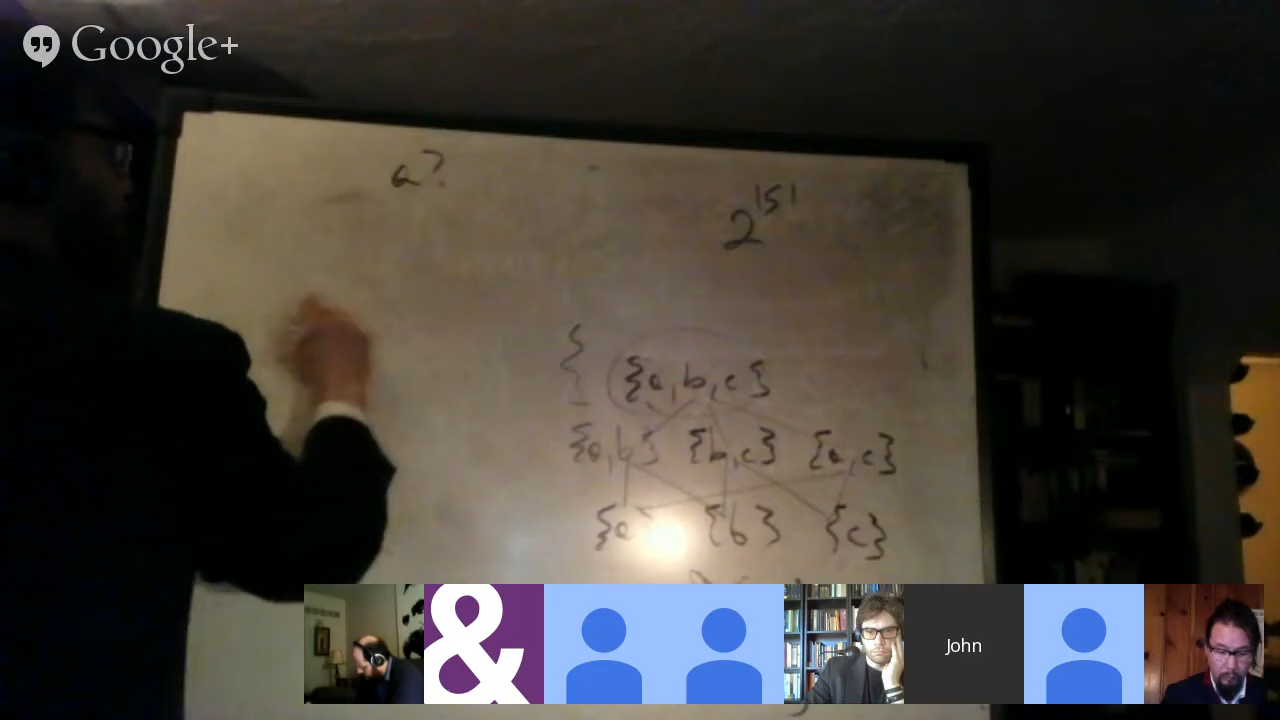 Google+
a?
2^|S|
{
{a,b,c}
{a,b} {b,c} {a,c}
{a {b} {c}
&
John